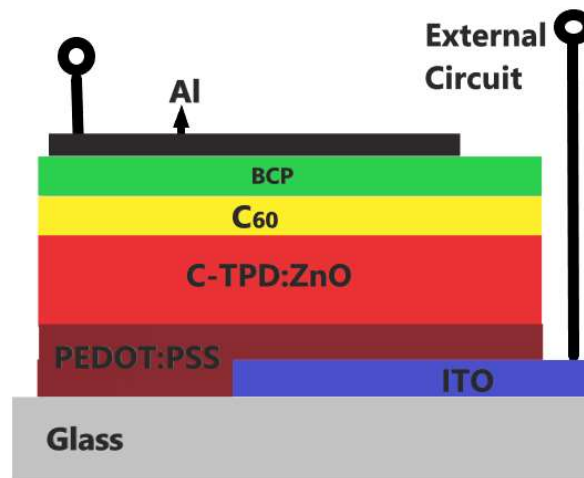 External
Circuit
Al
BCP
C60
C-TPD:ZnO
PEDOT:PSS
ITO
Glass